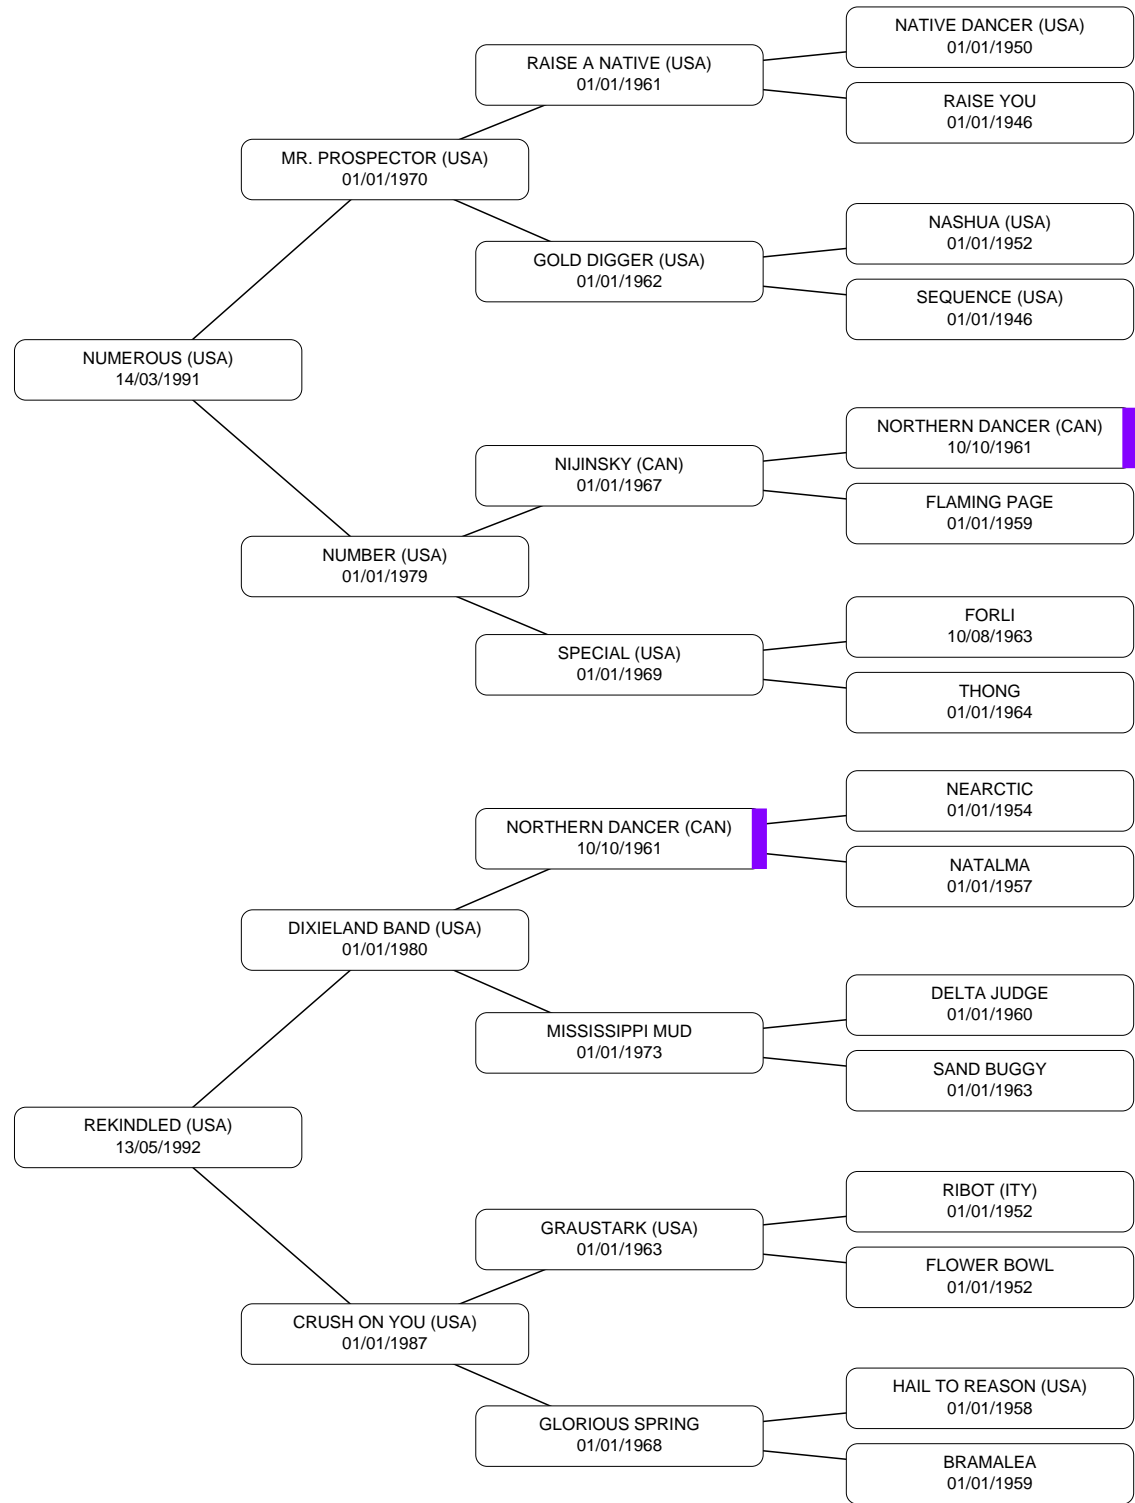 NATIVE DANCER (USA)
01/01/1950
RAISE A NATIVE (USA)
01/01/1961
RAISE YOU
01/01/1946
MR. PROSPECTOR (USA)
01/01/1970
NASHUA (USA)
01/01/1952
GOLD DIGGER (USA)
01/01/1962
SEQUENCE (USA)
01/01/1946
NUMEROUS (USA)
14/03/1991
NORTHERN DANCER (CAN)
10/10/1961
NIJINSKY (CAN)
01/01/1967
FLAMING PAGE
01/01/1959
NUMBER (USA)
01/01/1979
FORLI
10/08/1963
SPECIAL (USA)
01/01/1969
THONG
01/01/1964
NEARCTIC
01/01/1954
NORTHERN DANCER (CAN)
10/10/1961
NATALMA
01/01/1957
DIXIELAND BAND (USA)
01/01/1980
DELTA JUDGE
01/01/1960
MISSISSIPPI MUD
01/01/1973
SAND BUGGY
01/01/1963
REKINDLED (USA)
13/05/1992
RIBOT (ITY)
01/01/1952
GRAUSTARK (USA)
01/01/1963
FLOWER BOWL
01/01/1952
CRUSH ON YOU (USA)
01/01/1987
HAIL TO REASON (USA)
01/01/1958
GLORIOUS SPRING
01/01/1968
BRAMALEA
01/01/1959